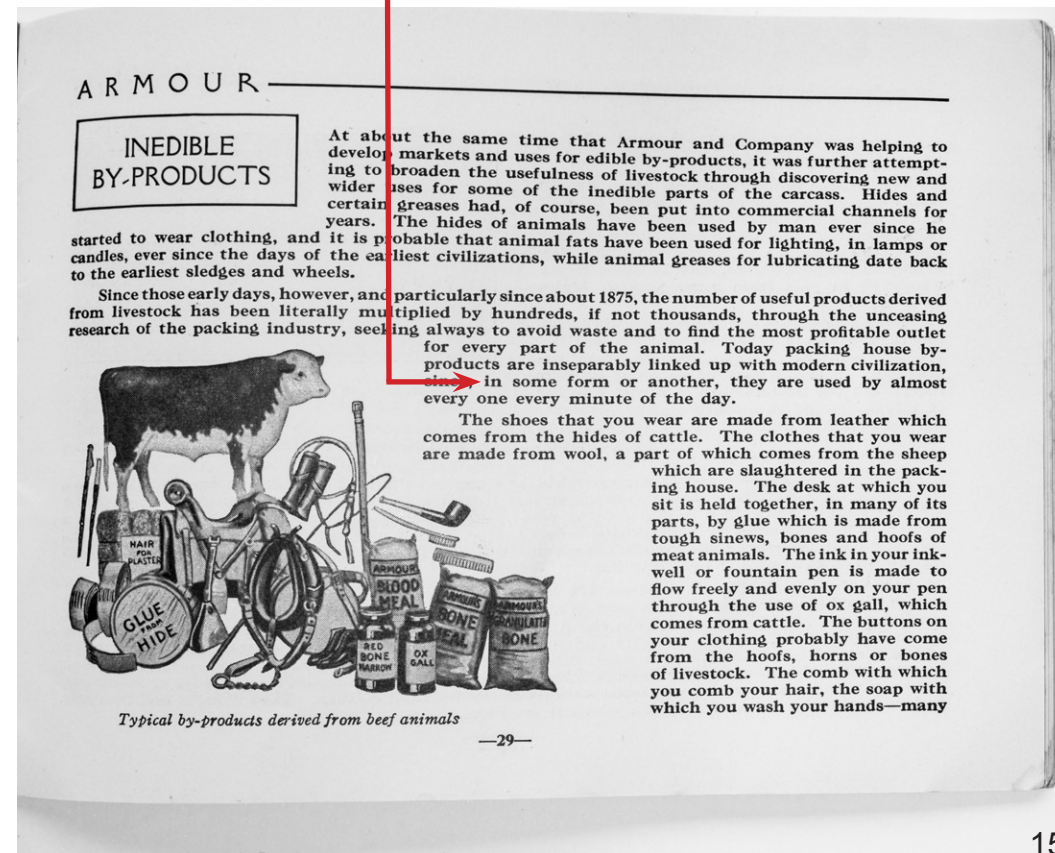 ARMOUR
INEDIBLE
BY-PRODUCTS
At about the same time that Armour and Company was helping to
develop markets and uses for edible by-products, it was further attempt-
ing to broaden the usefulness of livestock through discovering new and
wider uses for some of the inedible parts of the carcass. Hides and
certain greases had, of course, been put into commercial channels for
years. The hides of animals have been used by man ever since he
started to wear clothing, and it is probable that animal fats have been used for lighting, in lamps or
candles, ever since the days of the earliest civilizations, while animal greases for lubricating date back
to the earliest sledges and wheels.
Since those early days, however, and particularly since about 1875, the number of useful products derived
from livestock has been literally multiplied by hundreds, if not thousands, through the unceasing
research of the packing industry, seeking always to avoid waste and to find the most profitable outlet
for every part of the animal. Today packing house by-
products are inseparably linked up with modern civilization,
since, in some form or another, they are used by almost
every one every minute of the day.
The shoes that you wear are made from leather which
comes from the hides of cattle. The clothes that you wear
are made from wool, a part of which comes from the sheep
which are slaughtered in the pack-
ing house. The desk at which you
sit is held together, in many of its
parts, by glue which is made from
tough sinews, bones and hoofs of
meat animals. The ink in your ink-
well or fountain pen is made to
flow freely and evenly on your pen
through the use of ox gall, which
comes from cattle. The buttons on
your clothing probably have come
from the hoofs, horns or bones
of livestock. The comb with which
you comb your hair, the soap with
which you wash your hands—many
HAIR
FOR
PLASTER
GLUE
FROM
HIDE
ARMOUR'S
BLOOD
MEAL
ARMOUR'S
BONE
MEAL
ARMOUR'S
GRANULATED
BONE
RED
BONE
MARROW
OX
GALL
Typical by-products derived from beef animals
—29—
15